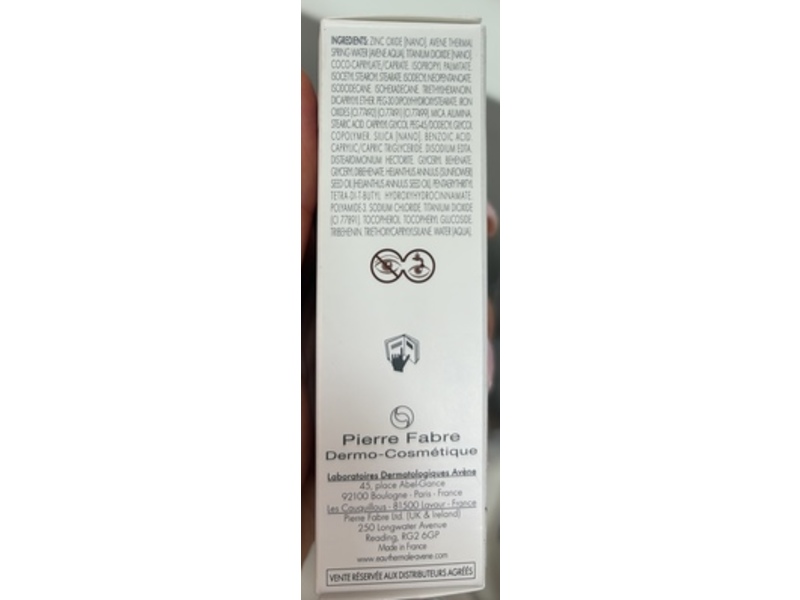 INGREDIENTS: ZINC OXIDE [NANO]. AVENE THERMAL
SPRING WATER [AVENE AQUA]. TITANIUM DIOXIDE [NANO].
COCO-CAPRYLATE/CAPRATE. ISOPROPYL PALMITATE.
ISOCETYL STEAROYL STEARATE. ISODECYL NEOPENTANOATE.
ISODODECANE. ISOHEXADECANE. TRIETHYLHEXANOIN.
DICAPRYLYL ETHER. PEG-30 DIPOLYHYDROXYSTEARATE. IRON
OXIDES (CI 77492) (CI 77491) (CI 77499). MICA. ALUMINA.
STEARIC ACID. CAPRYLYL GLYCOL. PEG-45/DODECYL GLYCOL
COPOLYMER. SILICA [NANO]. BENZOIC ACID.
CAPRYLIC/CAPRIC TRIGLYCERIDE. DISODIUM EDTA.
DISTEARDIMONIUM HECTORITE. GLYCERYL BEHENATE.
GLYCERYL DIBEHENATE. HELIANTHUS ANNUUS (SUNFLOWER)
SEED OIL [HELIANTHUS ANNUUS SEED OIL]. PENTAERYTHRITYL
TETRA-DI-T-BUTYL HYDROXYHYDROCINNAMATE.
POLYAMIDE-3. SODIUM CHLORIDE. TITANIUM DIOXIDE
(CI 77891). TOCOPHEROL. TOCOPHERYL GLUCOSIDE.
TRIBEHENIN. TRIETHOXYCAPRYLYLSILANE. WATER [AQUA].
Pierre Fabre
Dermo-Cosmétique
Laboratoires Dermatologiques Avène
45, place Abel-Gance
92100 Boulogne - Paris - France
Les Cauquillous - 81500 Lavaur - France
Pierre Fabre Ltd. (UK & Ireland)
250 Longwater Avenue
Reading, RG2 6GP
Made in France
www.eauthermale-avene.com
VENTE RÉSERVÉE AUX DISTRIBUTEURS AGRÉÉS